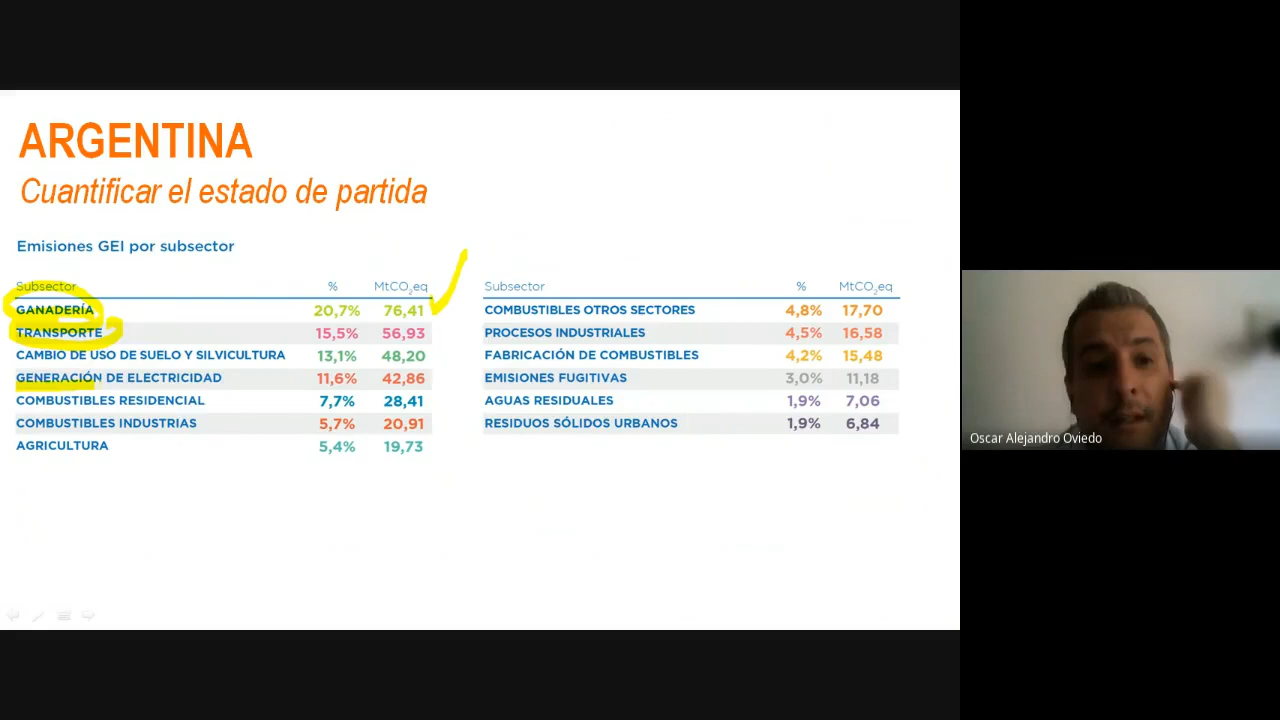 ARGENTINA
Cuantificar el estado de partida
Emisiones GEI por subsector
Subsector % MtCO₂eq
GANADERÍA 20,7% 76,41
TRANSPORTE 15,5% 56,93
CAMBIO DE USO DE SUELO Y SILVICULTURA 13,1% 48,20
GENERACIÓN DE ELECTRICIDAD 11,6% 42,86
COMBUSTIBLES RESIDENCIAL 7,7% 28,41
COMBUSTIBLES INDUSTRIAS 5,7% 20,91
AGRICULTURA 5,4% 19,73
Subsector % MtCO₂eq
COMBUSTIBLES OTROS SECTORES 4,8% 17,70
PROCESOS INDUSTRIALES 4,5% 16,58
FABRICACIÓN DE COMBUSTIBLES 4,2% 15,48
EMISIONES FUGITIVAS 3,0% 11,18
AGUAS RESIDUALES 1,9% 7,06
RESIDUOS SÓLIDOS URBANOS 1,9% 6,84
Oscar Alejandro Oviedo